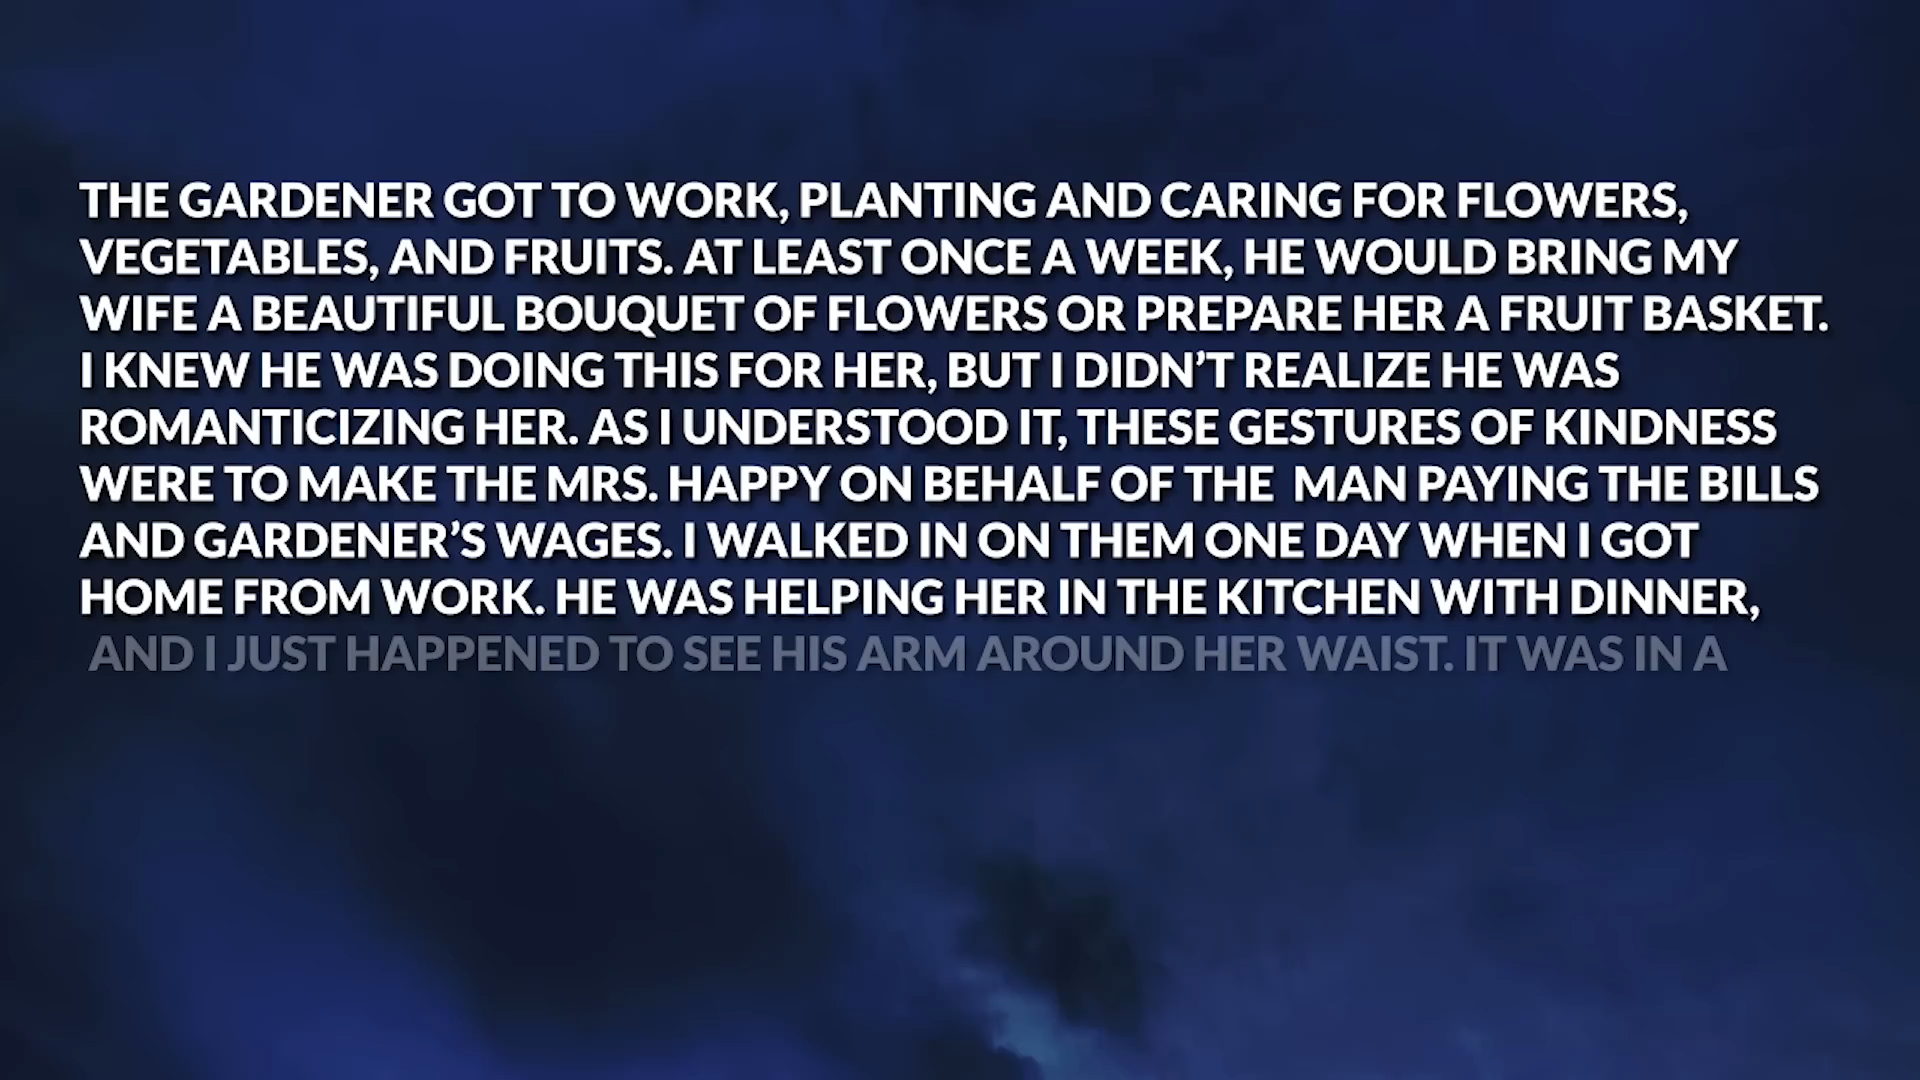 THE GARDENER GOT TO WORK, PLANTING AND CARING FOR FLOWERS,
VEGETABLES, AND FRUITS. AT LEAST ONCE A WEEK, HE WOULD BRING MY
WIFE A BEAUTIFUL BOUQUET OF FLOWERS OR PREPARE HER A FRUIT BASKET.
I KNEW HE WAS DOING THIS FOR HER, BUT I DIDN’T REALIZE HE WAS
ROMANTICIZING HER. AS I UNDERSTOOD IT, THESE GESTURES OF KINDNESS
WERE TO MAKE THE MRS. HAPPY ON BEHALF OF THE  MAN PAYING THE BILLS
AND GARDENER’S WAGES. I WALKED IN ON THEM ONE DAY WHEN I GOT
HOME FROM WORK. HE WAS HELPING HER IN THE KITCHEN WITH DINNER,
AND I JUST HAPPENED TO SEE HIS ARM AROUND HER WAIST. IT WAS IN A